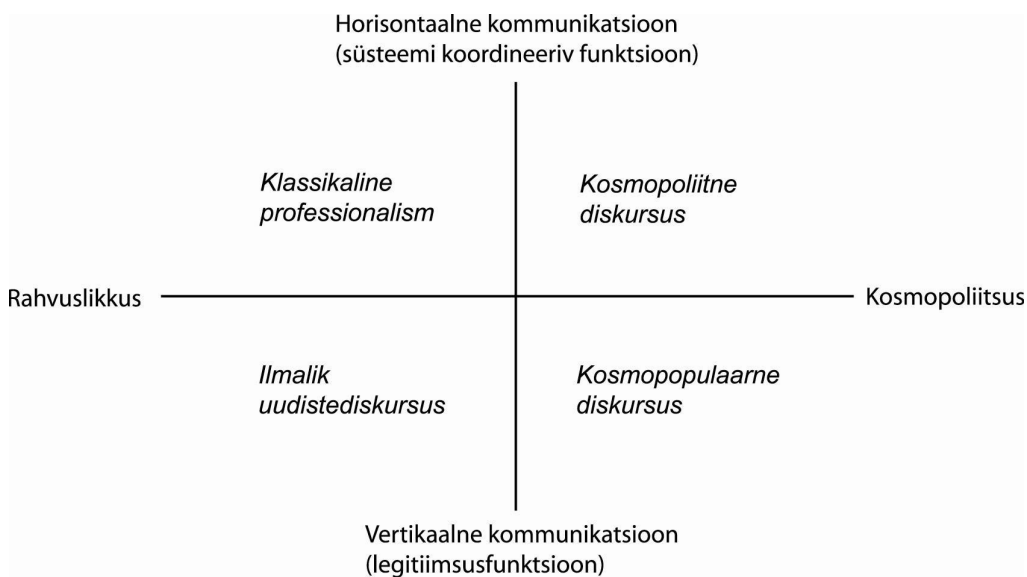 Horisontaalne kommunikatsioon
(süsteemi koordineeriv funktsioon)
Klassikaline
professionalism
Kosmopoliitne
diskursus
Rahvuslikkus
Kosmopoliitsus
Ilmalik
uudistediskursus
Kosmopopulaarne
diskursus
Vertikaalne kommunikatsioon
(legitiimsusfunktsioon)